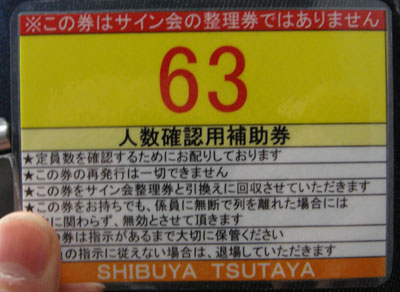 ※この券はサイン会の整理券ではありません
63
人数確認用補助券
★定員数を確認するためにお配りしております
★この券の再発行は一切できません
★この券をサイン会整理券と引換えに回収させていただきます
★この券をお持ちでも、係員に無断で列を離れた場合には
に関わらず、無効とさせて頂きます
券は指示があるまで大切に保管ください
の指示に従えない場合は、退場していただきます
SHIBUYA TSUTAYA